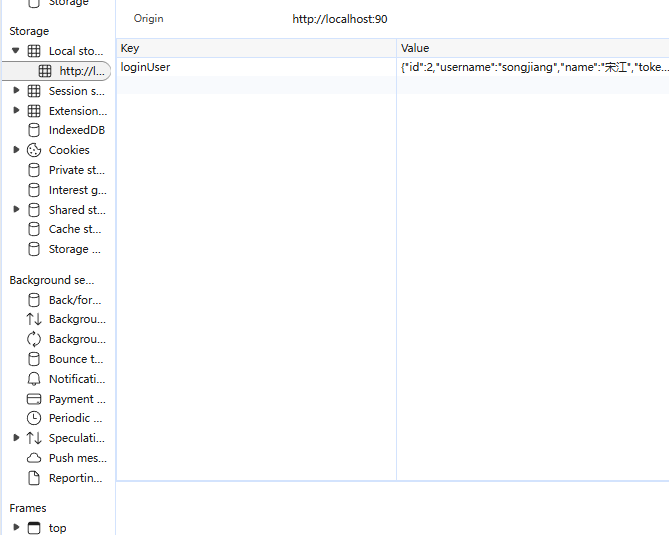 Storage
Storage
Local sto...
http://l...
Session s...
Extension...
IndexedDB
Cookies
Private st...
Interest g...
Shared st...
Cache st...
Storage ...
Background se...
Back/for...
Backgrou...
Backgrou...
Bounce t...
Notificati...
Payment ...
Periodic ...
Speculati...
Push mes...
Reportin...
Frames
top
Origin http://localhost:90
Key Value
loginUser {"id":2,"username":"songjiang","name":"宋江","toke...